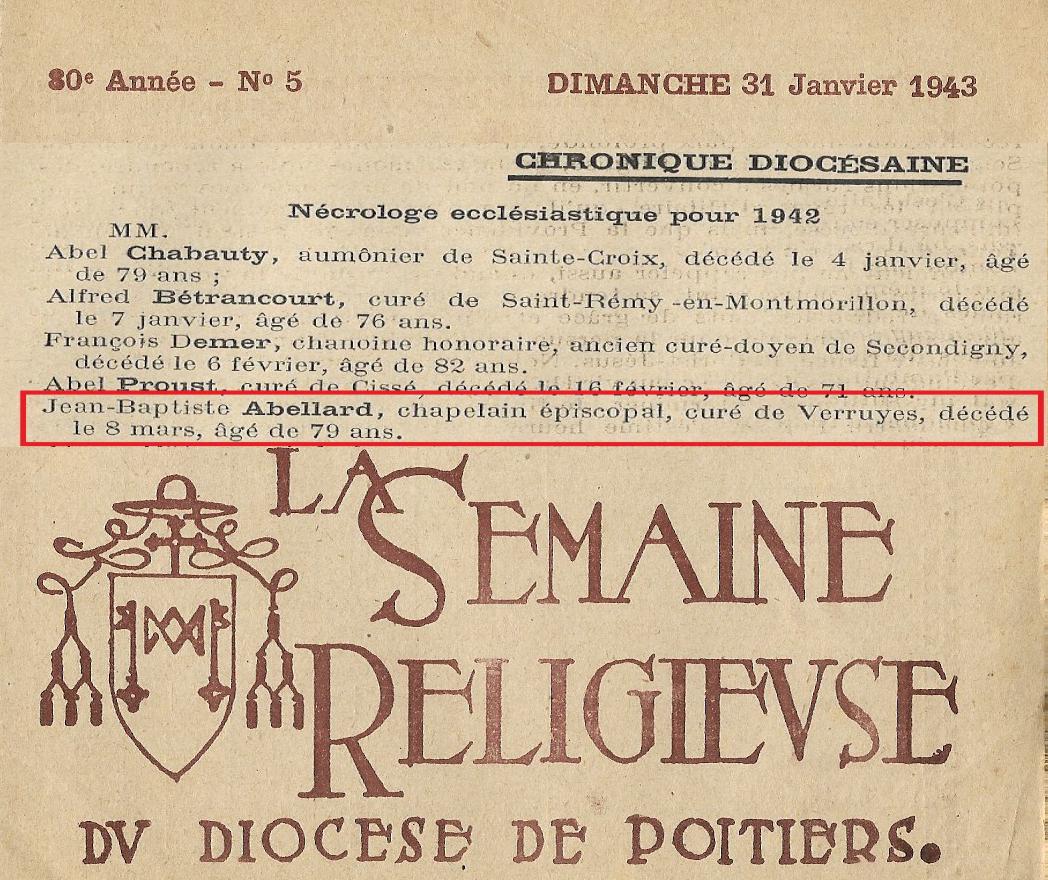 80e Année - No 5 DIMANCHE 31 Janvier 1943
CHRONIQUE DIOCÉSAINE
Nécrologe ecclésiastique pour 1942
MM.
Abel Chabauty, aumônier de Sainte-Croix, décédé le 4 janvier, âgé
de 79 ans ;
Alfred Bétrancourt, curé de Saint-Rémy-en-Montmorillon, décédé
le 7 janvier, âgé de 76 ans.
François Demer, chanoine honoraire, ancien curé-doyen de Secondigny,
décédé le 6 février, âgé de 82 ans.
Abel Proust, curé de Cissé, décédé le 16 février, âgé de 71 ans.
Jean-Baptiste Abellard, chapelain épiscopal, curé de Verruyes, décédé
le 8 mars, âgé de 79 ans.
LA
SEMAINE
RELIGIEVSE
DV DIOCESE DE POITIERS.